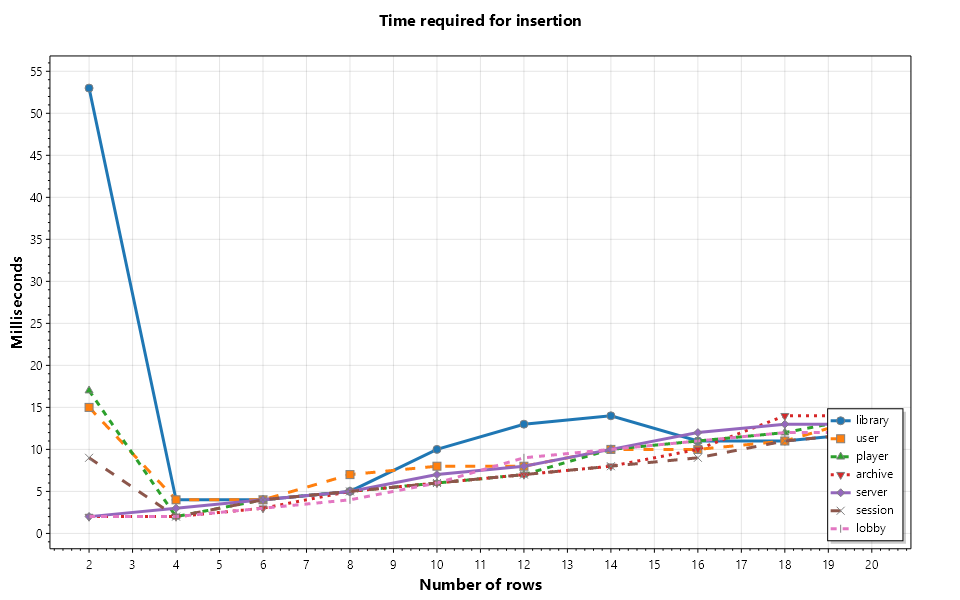 Time required for insertion
Milliseconds
55
50
45
40
35
30
25
20
15
10
5
0
2 3 4 5 6 7 8 9 10 11 12 13 14 15 16 17 18 19 20
Number of rows
library
user
player
archive
server
session
lobby